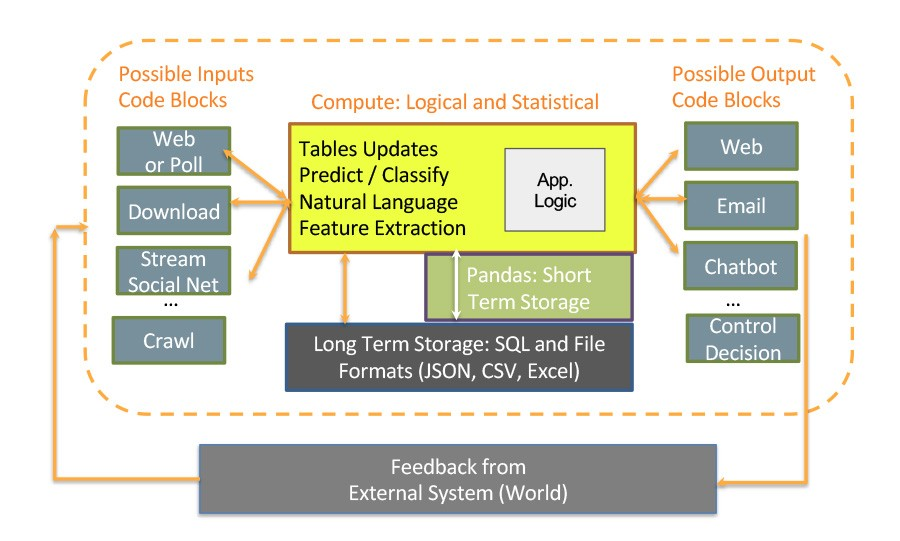 Possible Inputs
Code Blocks
Web
or Poll
Download
Stream
Social Net
...
Crawl
Compute: Logical and Statistical
Tables Updates
Predict / Classify
Natural Language
Feature Extraction
App.
Logic
Pandas: Short
Term Storage
Long Term Storage: SQL and File
Formats (JSON, CSV, Excel)
Possible Output
Code Blocks
Web
Email
Chatbot
...
Control
Decision
Feedback from
External System (World)